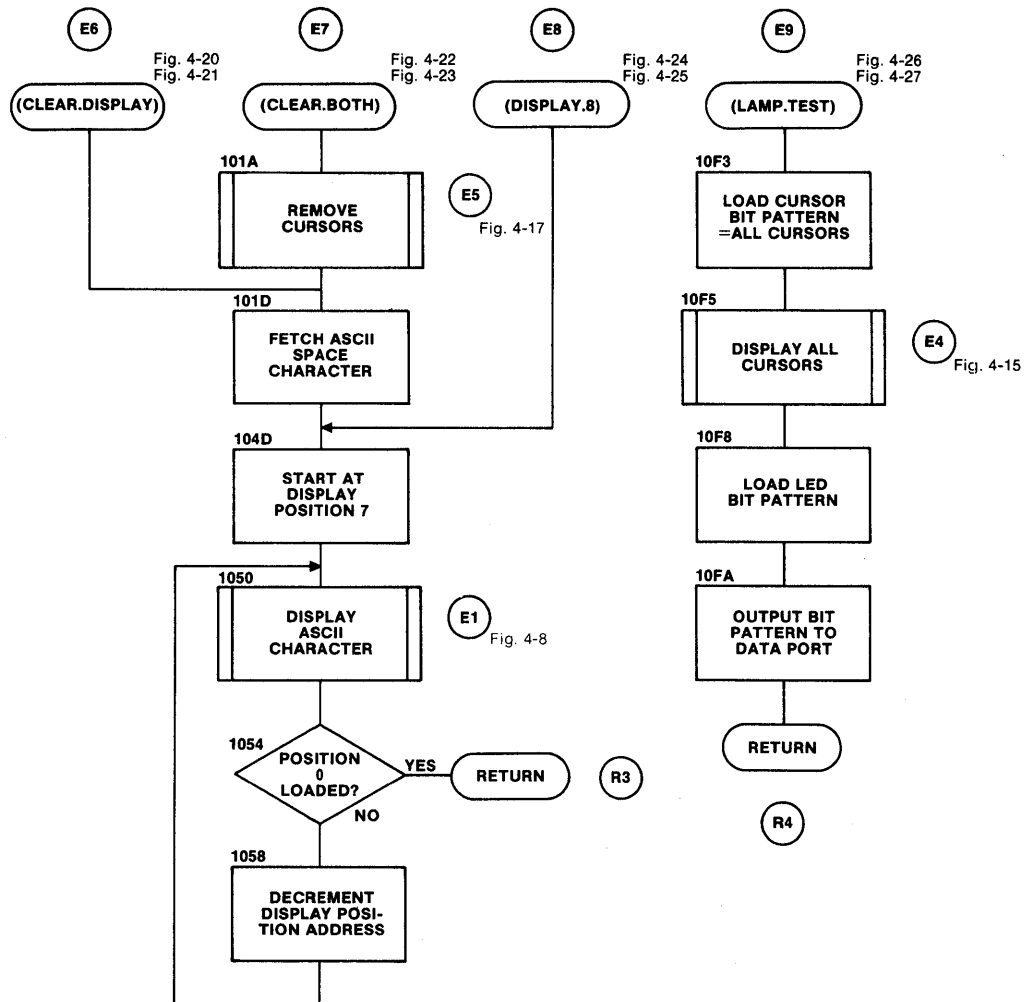 E6
E7
E8
E9
Fig. 4-20
Fig. 4-21
Fig. 4-22
Fig. 4-23
Fig. 4-24
Fig. 4-25
Fig. 4-26
Fig. 4-27
(CLEAR.DISPLAY)
(CLEAR.BOTH)
(DISPLAY.8)
(LAMP.TEST)
101A
REMOVE
CURSORS
E5
Fig. 4-17
10F3
LOAD CURSOR
BIT PATTERN
=ALL CURSORS
101D
FETCH ASCII
SPACE
CHARACTER
10F5
DISPLAY ALL
CURSORS
E4
Fig. 4-15
104D
START AT
DISPLAY
POSITION 7
10F8
LOAD LED
BIT PATTERN
1050
DISPLAY
ASCII
CHARACTER
E1
Fig. 4-8
10FA
OUTPUT BIT
PATTERN TO
DATA PORT
1054
POSITION
0
LOADED?
YES
NO
RETURN
R3
RETURN
R4
1058
DECREMENT
DISPLAY POSI-
TION ADDRESS